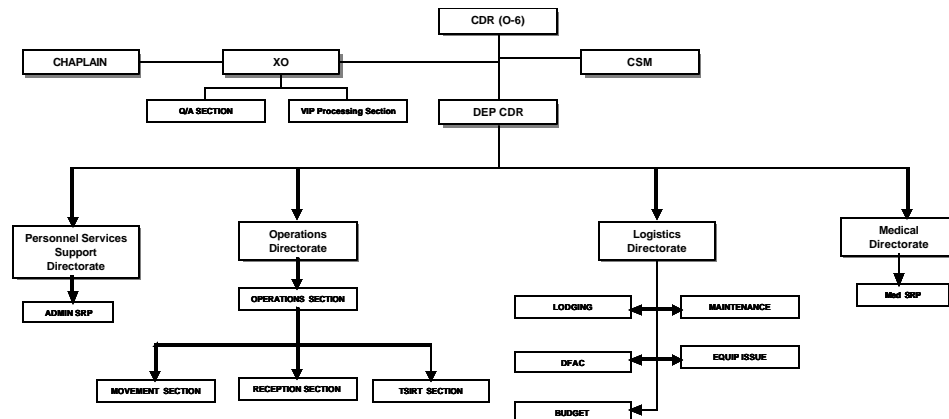 CDR (O-6)
CHAPLAIN
XO
CSM
Q/A SECTION
VIP Processing Section
DEP CDR
Personnel Services
Support
Directorate
Operations
Directorate
Logistics
Directorate
Medical
Directorate
ADMIN SRP
OPERATIONS SECTION
LODGING
MAINTENANCE
Med SRP
MOVEMENT SECTION
RECEPTION SECTION
TSIRT SECTION
DFAC
EQUIP ISSUE
BUDGET